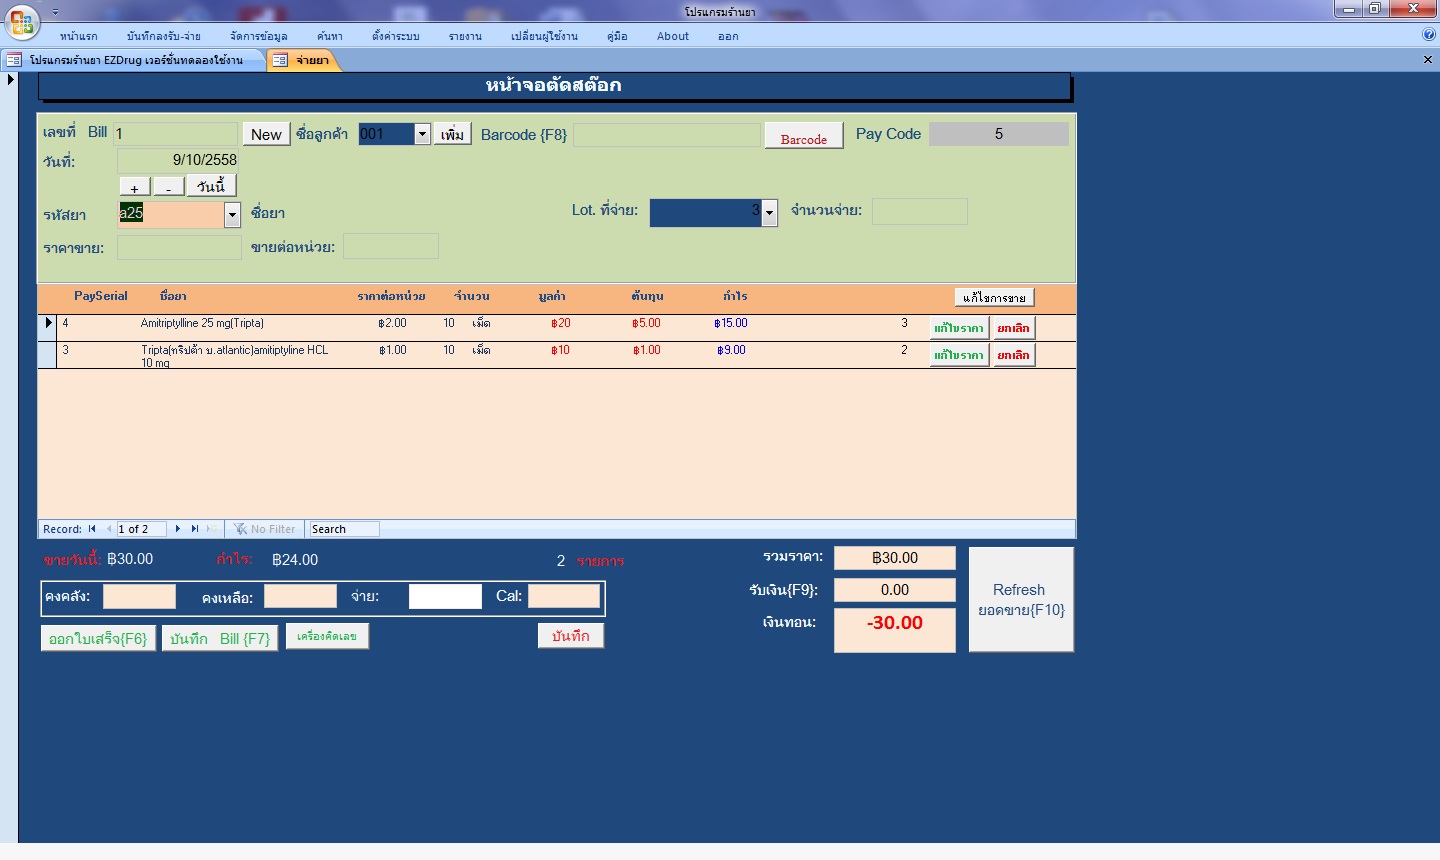 โปรแกรมร้านยา
หน้าแรก บันทึกลงรับ-จ่าย จัดการข้อมูล ค้นหา ตั้งค่าระบบ รายงาน เปลี่ยนผู้ใช้งาน คู่มือ About ออก
โปรแกรมร้านยา EZDrug เวอร์ชั่นทดลองใช้งาน จ่ายยา
หน้าจอตัดสต๊อก
เลขที่ Bill 1 New ชื่อลูกค้า 001 เพิ่ม Barcode {F8} Barcode Pay Code 5
วันที่: 9/10/2558
+ - วันนี้
รหัสยา a25 ชื่อยา Lot. ที่จ่าย: 3 จำนวนจ่าย:
ราคาขาย: ขายต่อหน่วย:
PaySerial ชื่อยา ราคาต่อหน่วย จำนวน มูลค่า ต้นทุน กำไร แก้ไขการขาย
4 Amitriptylline 25 mg(Tripta) ฿2.00 10 เม็ด ฿20 ฿5.00 ฿15.00 3 แก้ไขราคา ยกเลิก
3 Tripta(ทริปต้า บ.atlantic)amitiptyline HCL ฿1.00 10 เม็ด ฿10 ฿1.00 ฿9.00 2 แก้ไขราคา ยกเลิก
10 mg
Record: 1 of 2 No Filter Search
ขายวันนี้: ฿30.00 กำไร: ฿24.00 2 รายการ รวมราคา: ฿30.00
คงคลัง: คงเหลือ: จ่าย: Cal: รับเงิน{F9}: 0.00 Refresh
ยอดขาย{F10}
เงินทอน: -30.00
ออกใบเสร็จ{F6} บันทึก Bill {F7} เครื่องคิดเลข บันทึก